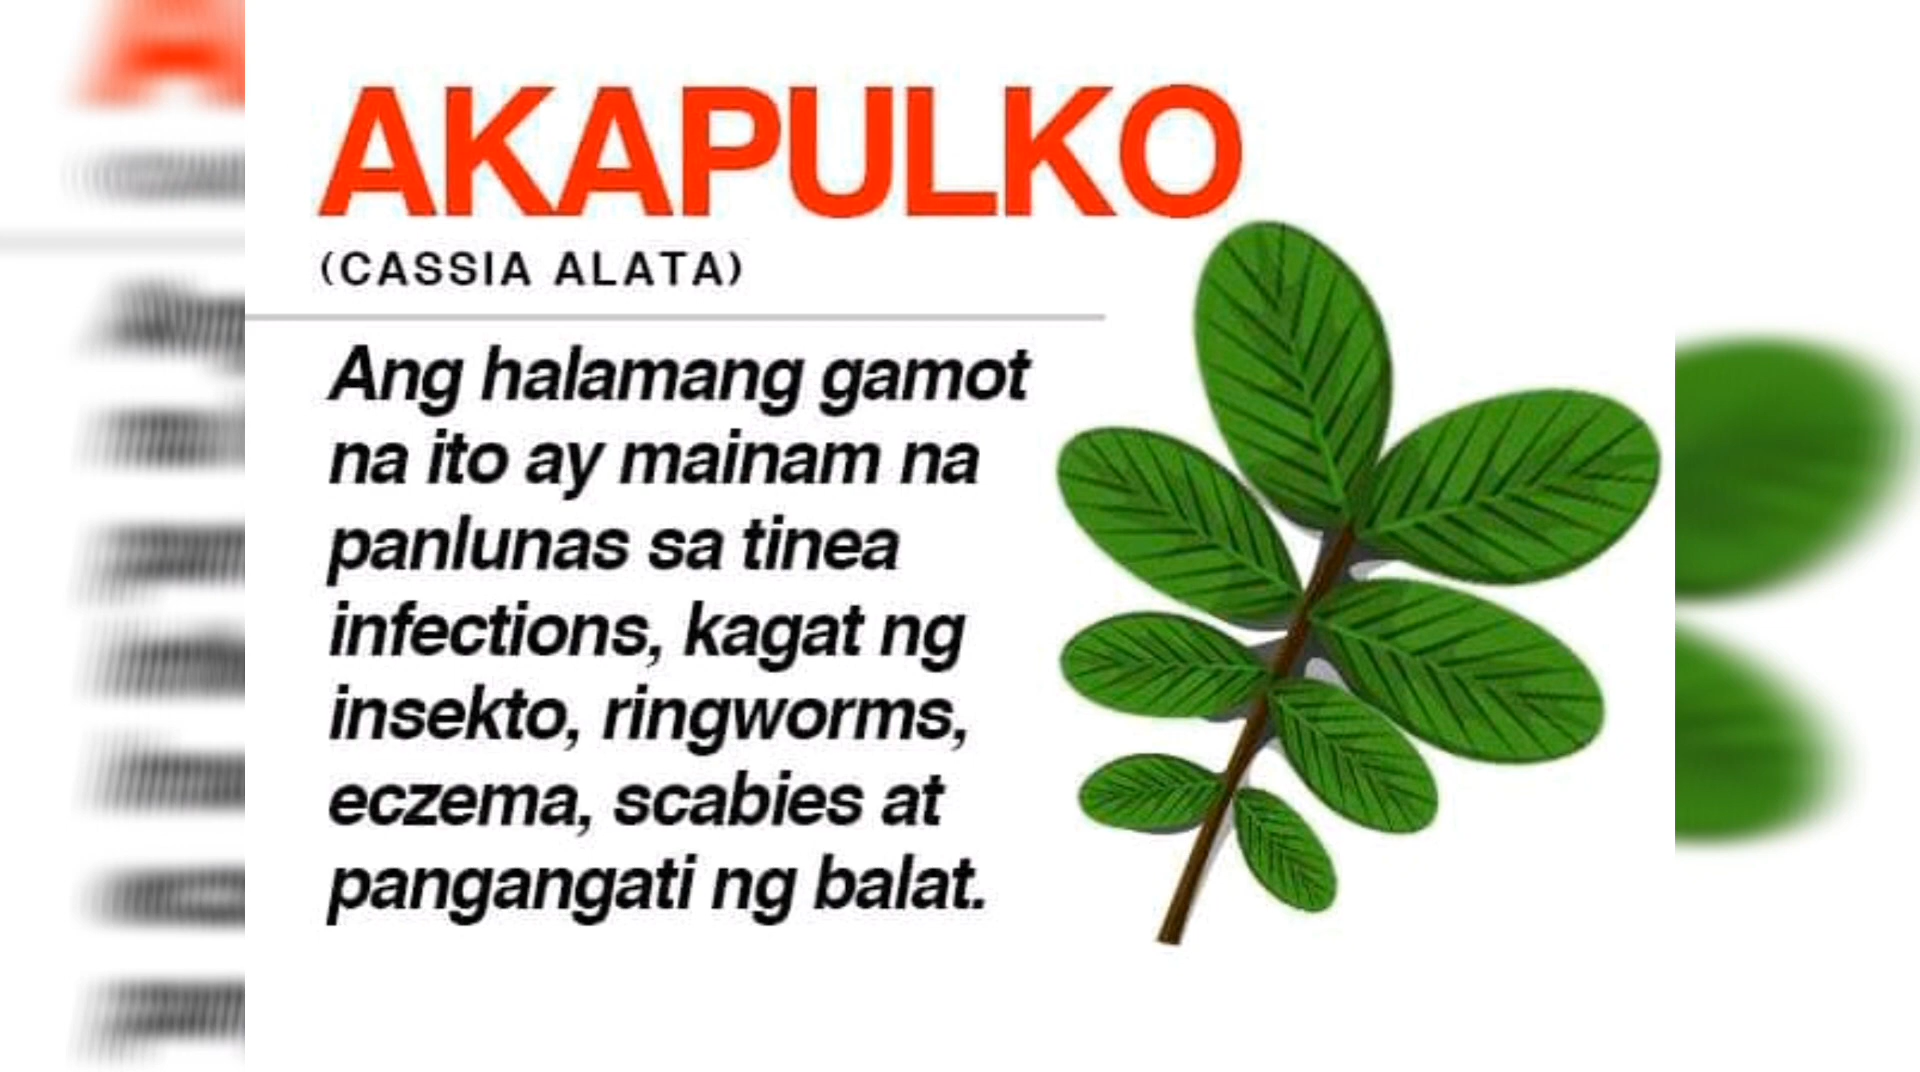 AKAPULKO
(CASSIA ALATA)
Ang halamang gamot
na ito ay mainam na
panlunas sa tinea
infections, kagat ng
insekto, ringworms,
eczema, scabies at
pangangati ng balat.